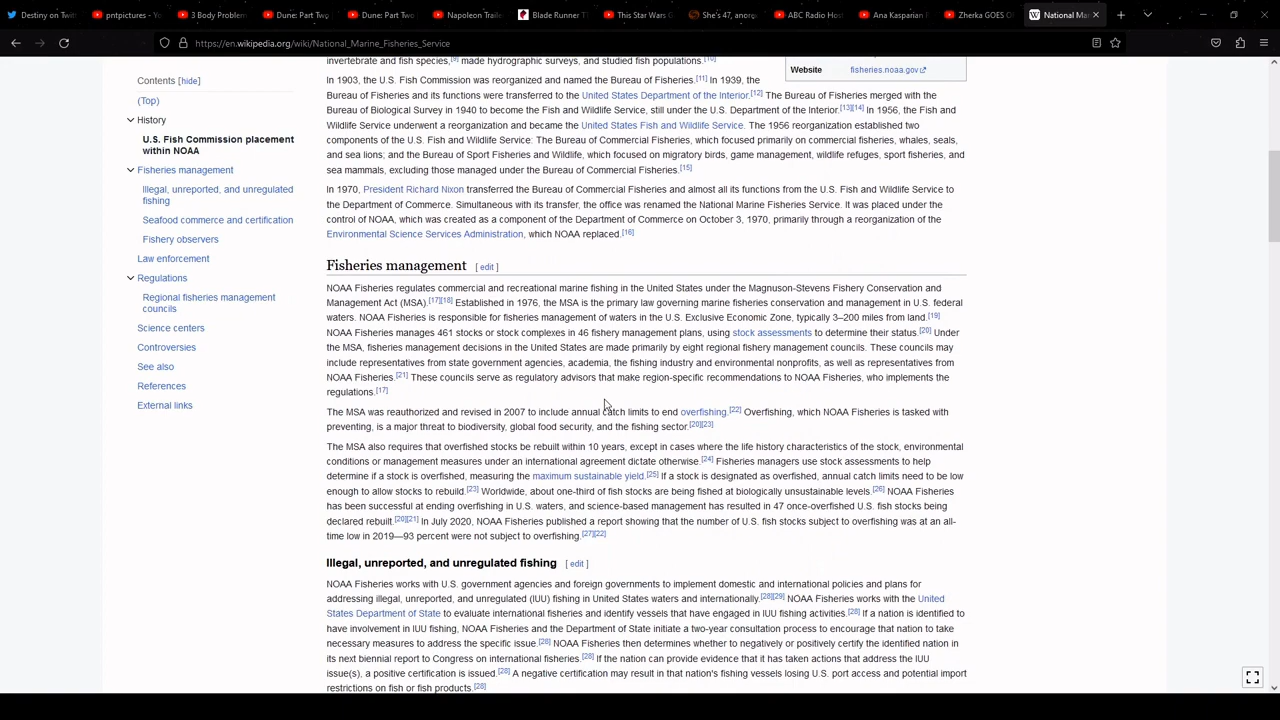 Destiny on Twit
pntpictures - Yo
3 Body Problem
Dune: Part Two
Dune: Part Two
Napoleon Traile
Blade Runner T
This Star Wars G
She's 47, anore
ABC Radio Host
Ana Kasparian P
Zherka GOES O
National Ma
https://en.wikipedia.org/wiki/National_Marine_Fisheries_Service
Contents [hide]
(Top)
History
U.S. Fish Commission placement
within NOAA
Fisheries management
Illegal, unreported, and unregulated
fishing
Seafood commerce and certification
Fishery observers
Law enforcement
Regulations
Regional fisheries management
councils
Science centers
Controversies
See also
References
External links
invertebrate and fish species,[9] made hydrographic surveys, and studied fish populations.[10]
Website fisheries.noaa.gov
In 1903, the U.S. Fish Commission was reorganized and named the Bureau of Fisheries.[11] In 1939, the
Bureau of Fisheries and its functions were transferred to the United States Department of the Interior.[12] The Bureau of Fisheries merged with the
Bureau of Biological Survey in 1940 to become the Fish and Wildlife Service, still under the U.S. Department of the Interior.[13][14] In 1956, the Fish and
Wildlife Service underwent a reorganization and became the United States Fish and Wildlife Service. The 1956 reorganization established two
components of the U.S. Fish and Wildlife Service: The Bureau of Commercial Fisheries, which focused primarily on commercial fisheries, whales, seals,
and sea lions; and the Bureau of Sport Fisheries and Wildlife, which focused on migratory birds, game management, wildlife refuges, sport fisheries, and
sea mammals, excluding those managed under the Bureau of Commercial Fisheries.[15]
In 1970, President Richard Nixon transferred the Bureau of Commercial Fisheries and almost all its functions from the U.S. Fish and Wildlife Service to
the Department of Commerce. Simultaneously with its transfer, the office was renamed the National Marine Fisheries Service. It was placed under the
control of NOAA, which was created as a component of the Department of Commerce on October 3, 1970, primarily through a reorganization of the
Environmental Science Services Administration, which NOAA replaced.[16]
Fisheries management [ edit ]
NOAA Fisheries regulates commercial and recreational marine fishing in the United States under the Magnuson-Stevens Fishery Conservation and
Management Act (MSA).[17][18] Established in 1976, the MSA is the primary law governing marine fisheries conservation and management in U.S. federal
waters. NOAA Fisheries is responsible for fisheries management of waters in the U.S. Exclusive Economic Zone, typically 3–200 miles from land.[19]
NOAA Fisheries manages 461 stocks or stock complexes in 46 fishery management plans, using stock assessments to determine their status.[20] Under
the MSA, fisheries management decisions in the United States are made primarily by eight regional fishery management councils. These councils may
include representatives from state government agencies, academia, the fishing industry and environmental nonprofits, as well as representatives from
NOAA Fisheries.[21] These councils serve as regulatory advisors that make region-specific recommendations to NOAA Fisheries, who implements the
regulations.[17]
The MSA was reauthorized and revised in 2007 to include annual catch limits to end overfishing.[22] Overfishing, which NOAA Fisheries is tasked with
preventing, is a major threat to biodiversity, global food security, and the fishing sector.[20][23]
The MSA also requires that overfished stocks be rebuilt within 10 years, except in cases where the life history characteristics of the stock, environmental
conditions or management measures under an international agreement dictate otherwise.[24] Fisheries managers use stock assessments to help
determine if a stock is overfished, measuring the maximum sustainable yield.[25] If a stock is designated as overfished, annual catch limits need to be low
enough to allow stocks to rebuild.[23] Worldwide, about one-third of fish stocks are being fished at biologically unsustainable levels.[26] NOAA Fisheries
has been successful at ending overfishing in U.S. waters, and science-based management has resulted in 47 once-overfished U.S. fish stocks being
declared rebuilt.[20][21] In July 2020, NOAA Fisheries published a report showing that the number of U.S. fish stocks subject to overfishing was at an all-
time low in 2019—93 percent were not subject to overfishing.[27][22]
Illegal, unreported, and unregulated fishing [ edit ]
NOAA Fisheries works with U.S. government agencies and foreign governments to implement domestic and international policies and plans for
addressing illegal, unreported, and unregulated (IUU) fishing in United States waters and internationally.[28][29] NOAA Fisheries works with the United
States Department of State to evaluate international fisheries and identify vessels that have engaged in IUU fishing activities.[28] If a nation is identified to
have involvement in IUU fishing, NOAA Fisheries and the Department of State initiate a two-year consultation process to encourage that nation to take
necessary measures to address the specific issue.[28] NOAA Fisheries then determines whether to negatively or positively certify the identified nation in
its next biennial report to Congress on international fisheries.[28] If the nation can provide evidence that it has taken actions that address the IUU
issue(s), a positive certification is issued.[28] A negative certification may result in that nation's fishing vessels losing U.S. port access and potential import
restrictions on fish or fish products.[28]